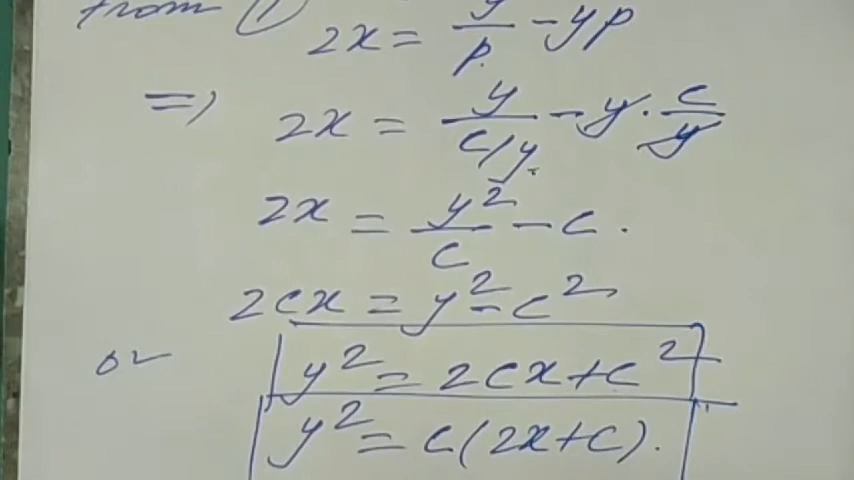 from ①
2x = y/p - yp
=> 2x = y/(c/y) - y · c/y
2x = y²/c - c.
2cx = y² - c²
or y² = 2cx + c²
y² = c(2x + c).